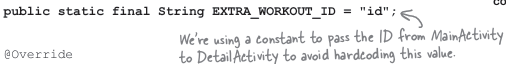 co
public static final String EXTRA_WORKOUT_ID = "id";
We're using a constant to pass the ID from MainActivity
to DetailActivity to avoid hardcoding this value.
@Override